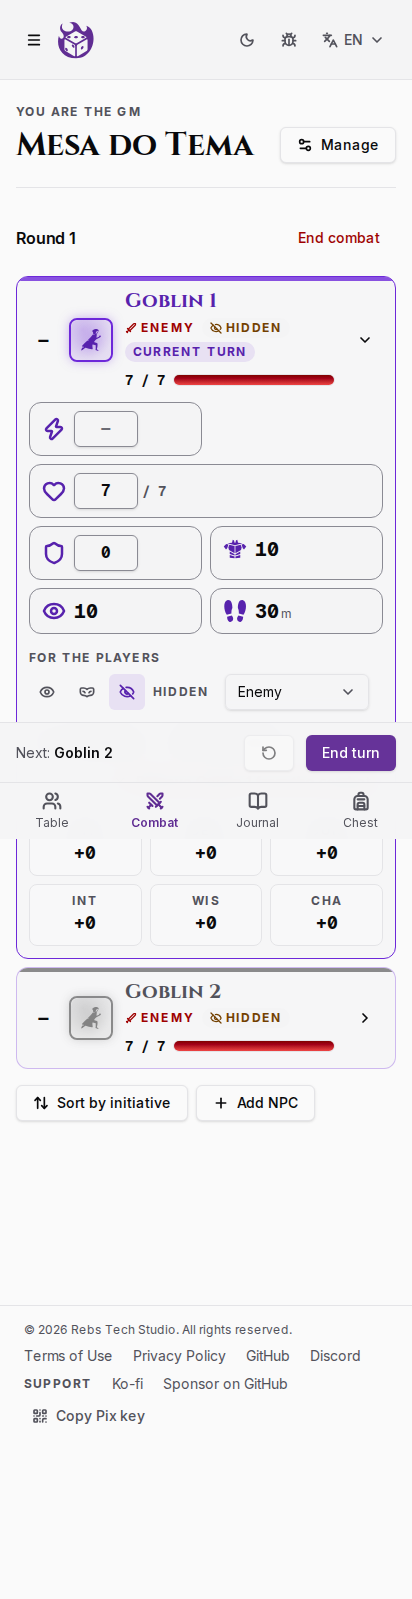 EN
YOU ARE THE GM
Mesa do Tema
Manage
Round 1
End combat
Goblin 1
ENEMY HIDDEN
CURRENT TURN
7 / 7
–
–
7 / 7
0
10
10
30 m
FOR THE PLAYERS
HIDDEN
Enemy
Next: Goblin 2
End turn
Table
Combat
Journal
Chest
+0
+0
+0
INT
WIS
CHA
+0
+0
+0
Goblin 2
–
ENEMY HIDDEN
7 / 7
Sort by initiative
Add NPC
© 2026 Rebs Tech Studio. All rights reserved.
Terms of Use Privacy Policy GitHub Discord
SUPPORT Ko-fi Sponsor on GitHub
Copy Pix key